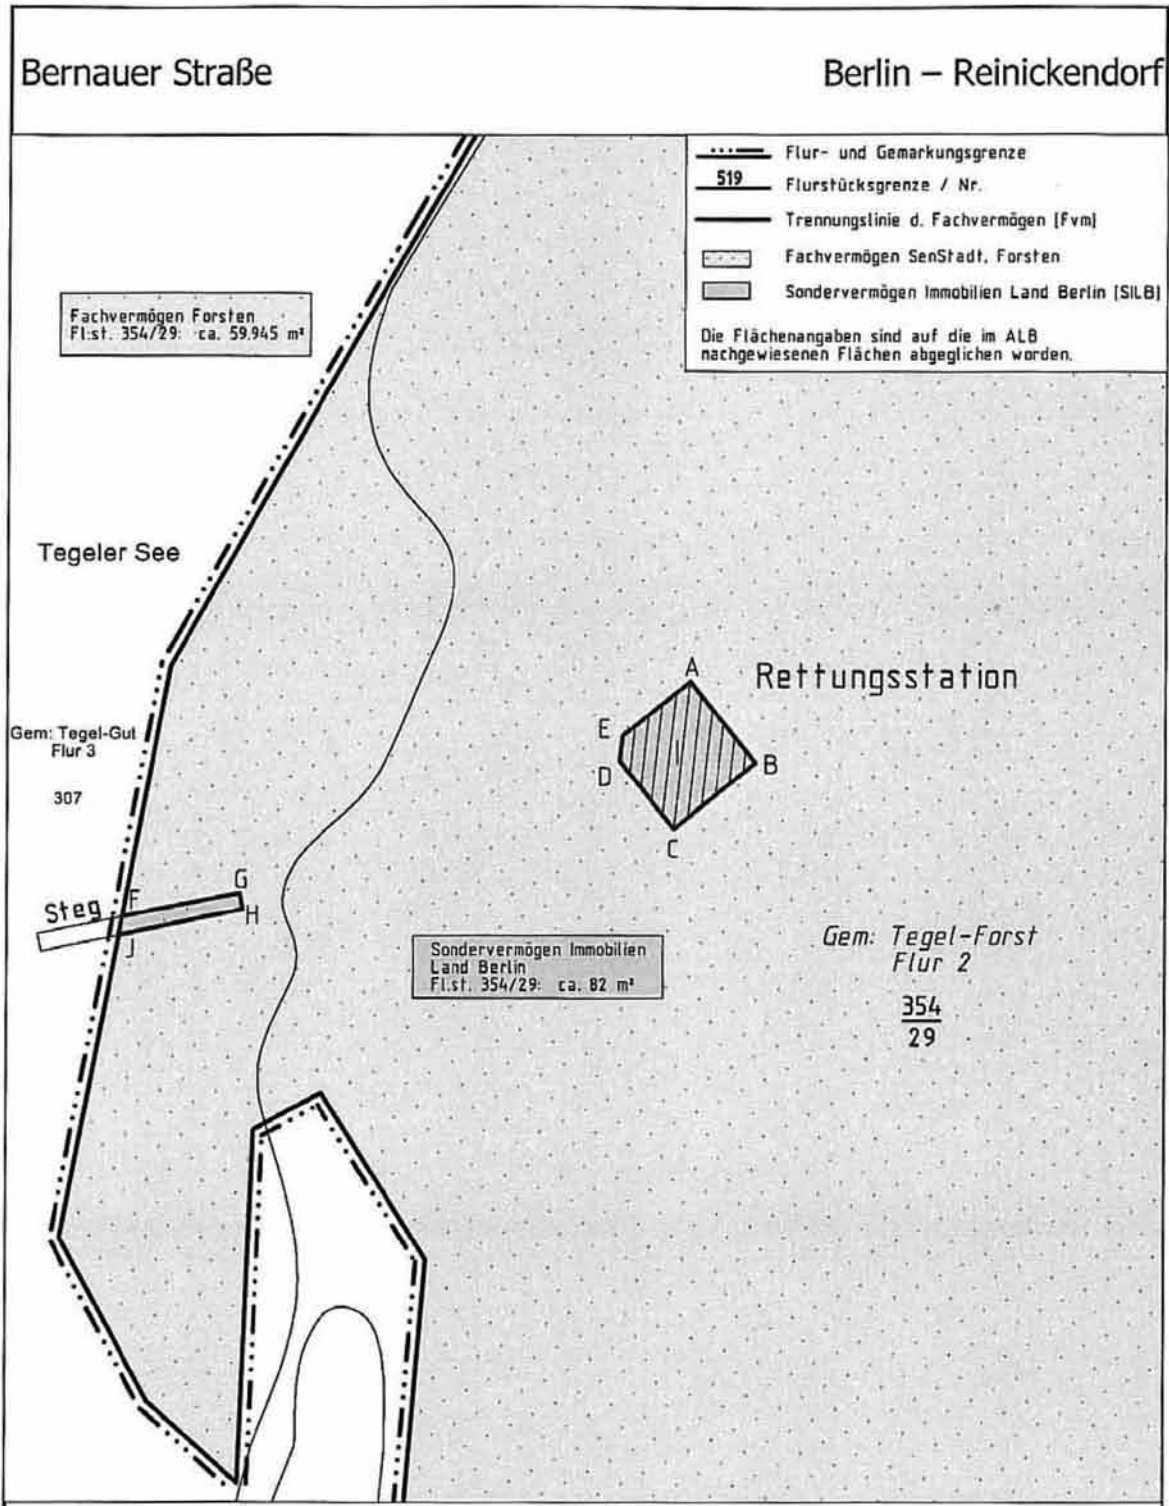 Bernauer Straße
Berlin – Reinickendorf
Flur- und Gemarkungsgrenze
519
Flurstücksgrenze / Nr.
Trennungslinie d. Fachvermögen [Fvm]
Fachvermögen SenStadt, Forsten
Sondervermögen Immobilien Land Berlin [SILB]
Die Flächenangaben sind auf die im ALB
nachgewiesenen Flächen abgeglichen worden.
Fachvermögen Forsten
Fl.st. 354/29: ca. 59.945 m²
Tegeler See
A
Rettungsstation
E
B
D
C
I
Gem: Tegel-Gut
Flur 3
307
Steg
F
G
H
J
Sondervermögen Immobilien
Land Berlin
Fl.st. 354/29: ca. 82 m²
Gem: Tegel-Forst
Flur 2
354
29